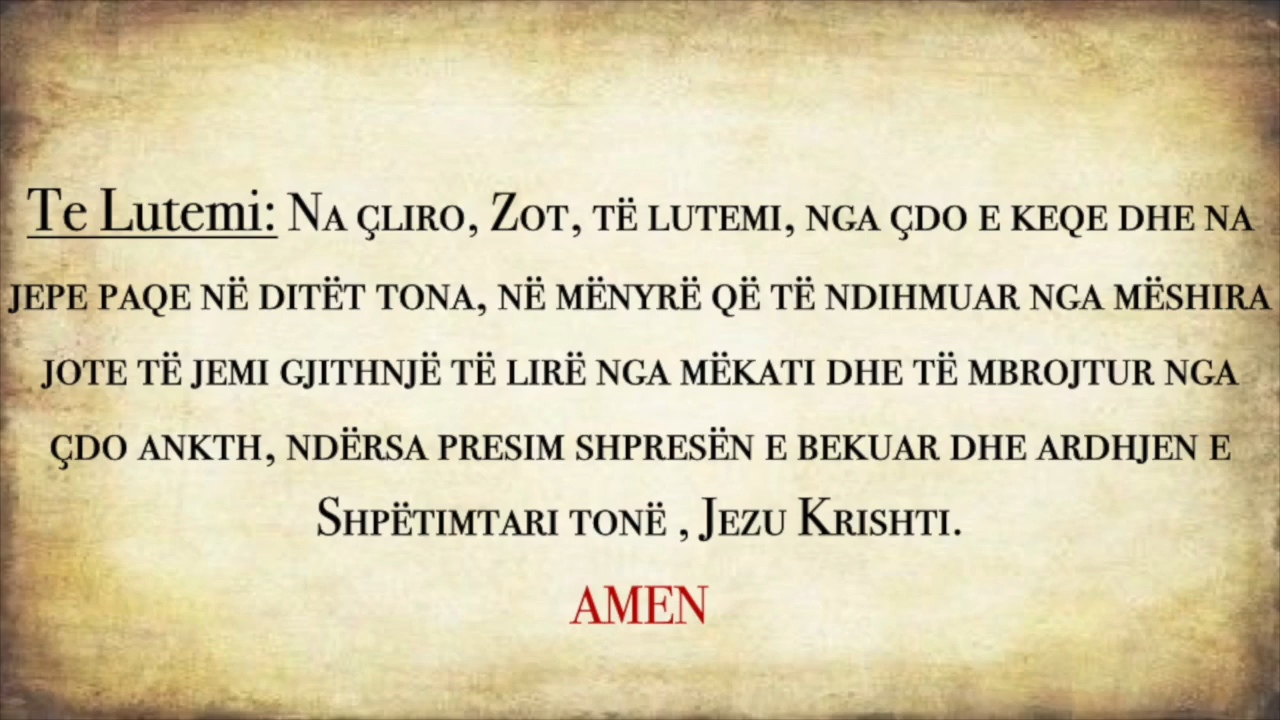 Te Lutemi: Na çliro, Zot, të lutemi, nga çdo e keqe dhe na
jepe paqe në ditët tona, në mënyrë që të ndihmuar nga mëshira
jote të jemi gjithnjë të lirë nga mëkati dhe të mbrojtur nga
çdo ankth, ndërsa presim shpresën e bekuar dhe ardhjen e
Shpëtimtari tonë , Jezu Krishti.
AMEN